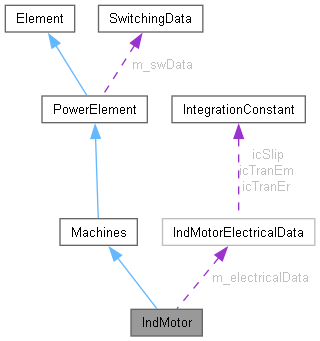 Element
SwitchingData
m_swData
PowerElement
IntegrationConstant
icSlip
icTranEm
icTranEr
Machines
IndMotorElectricalData
m_electricalData
IndMotor